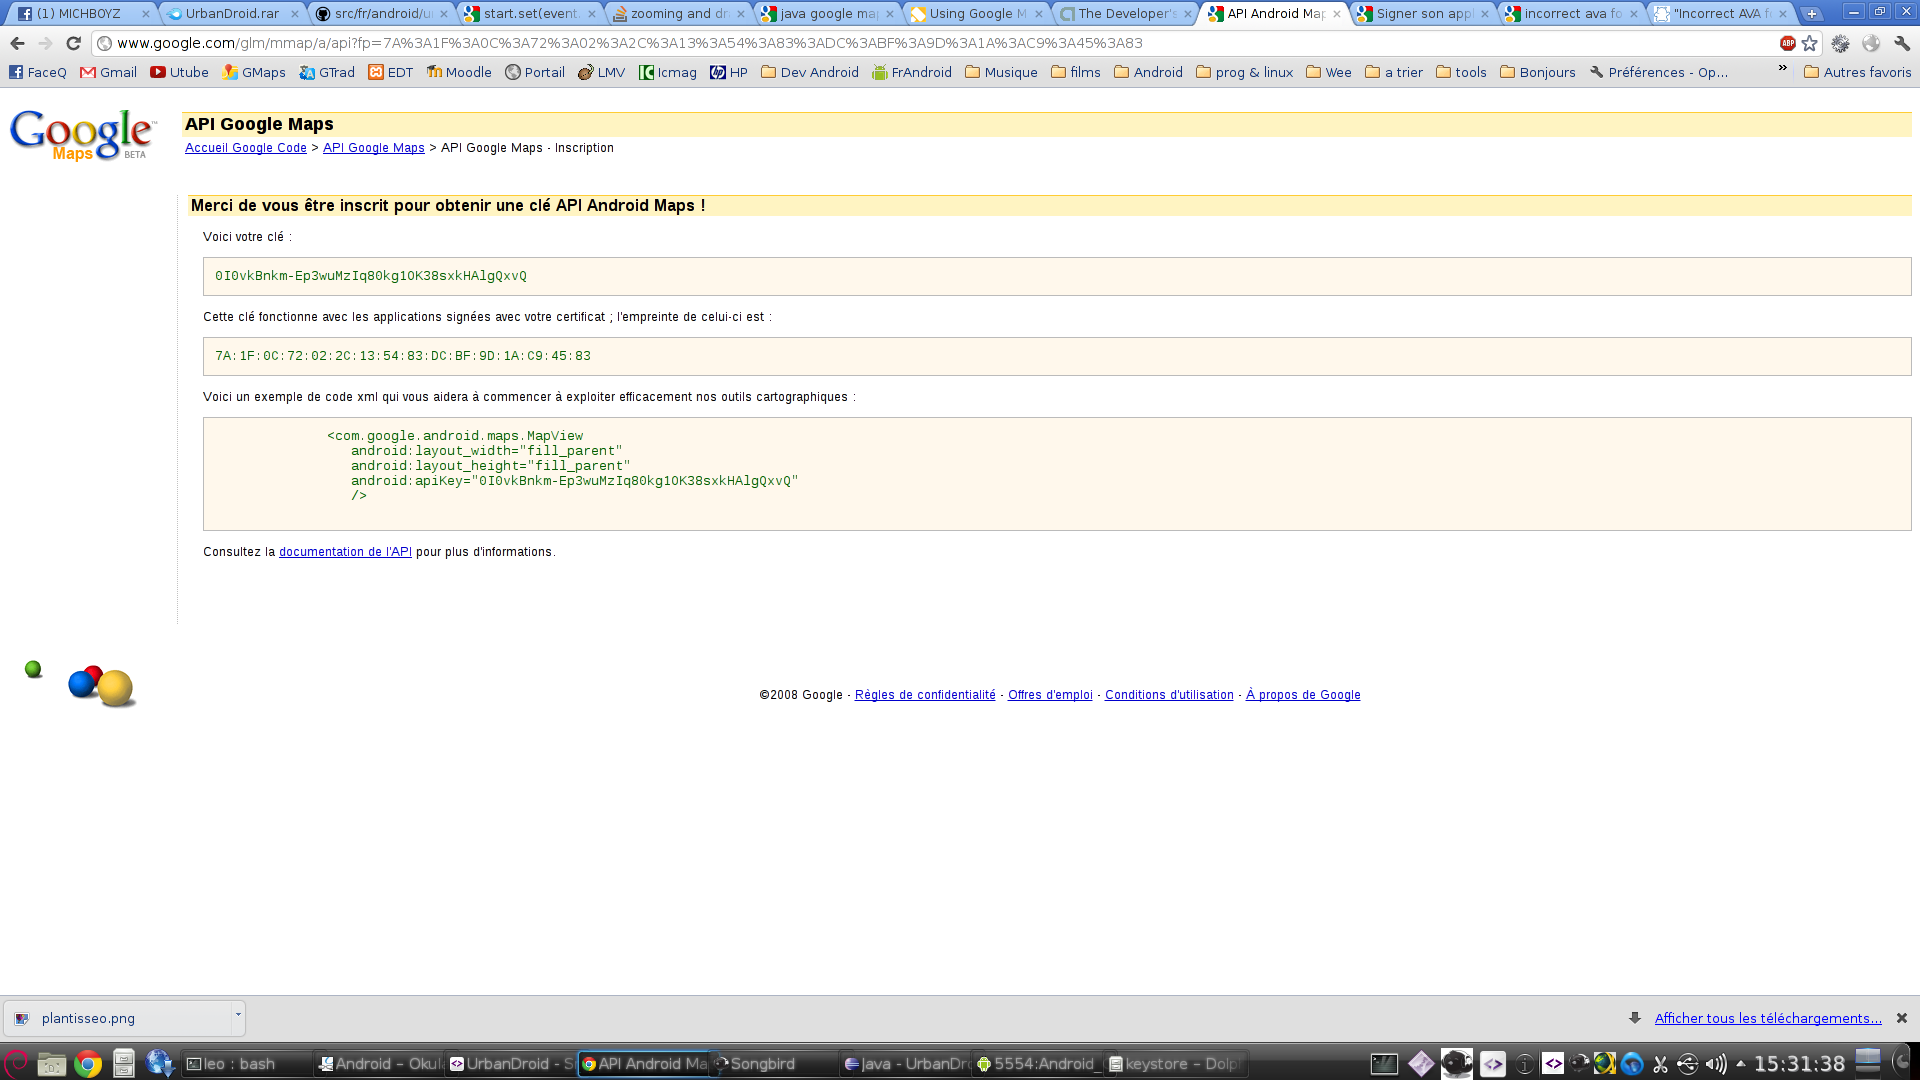 (1) MICHBOYZ
UrbanDroid.rar
src/fr/android/u
start.set(event.
zooming and dr
java google ma
Using Google M
The Developer's
API Android Map
Signer son appl
incorrect ava fo
"Incorrect AVA f
www.google.com/glm/mmap/a/api?fp=7A%3A1F%3A0C%3A72%3A02%3A2C%3A13%3A54%3A83%3ADC%3ABF%3A9D%3A1A%3AC9%3A45%3A83
ABP
FaceQ
Gmail
Utube
GMaps
GTrad
EDT
Moodle
Portail
LMV
Icmag
HP
Dev Android
FrAndroid
Musique
films
Android
prog & linux
Wee
a trier
tools
Bonjours
Préférences - Op...
»
Autres favoris
Google™
Maps BETA
API Google Maps
Accueil Google Code > API Google Maps > API Google Maps - Inscription
Merci de vous être inscrit pour obtenir une clé API Android Maps !
Voici votre clé :
0I0vkBnkm-Ep3wuMzIq80kg1OK38sxkHAlgQxvQ
Cette clé fonctionne avec les applications signées avec votre certificat ; l'empreinte de celui-ci est :
7A:1F:0C:72:02:2C:13:54:83:DC:BF:9D:1A:C9:45:83
Voici un exemple de code xml qui vous aidera à commencer à exploiter efficacement nos outils cartographiques :
<com.google.android.maps.MapView
android:layout_width="fill_parent"
android:layout_height="fill_parent"
android:apiKey="0I0vkBnkm-Ep3wuMzIq80kg1OK38sxkHAlgQxvQ"
/>
Consultez la documentation de l'API pour plus d'informations.
©2008 Google - Règles de confidentialité - Offres d'emploi - Conditions d'utilisation - À propos de Google
plantisseo.png
Afficher tous les téléchargements...
leo : bash
Android – Okul
UrbanDroid - S
API Android Ma
Songbird
Java - UrbanDro
5554:Android_
keystore – Dolph
15:31:38